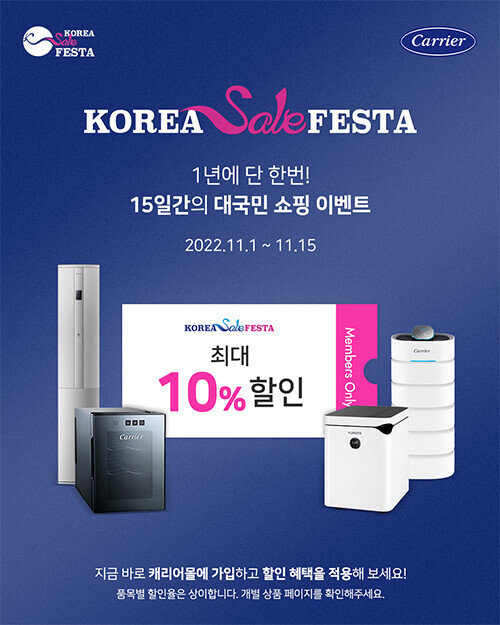 KOREA
Sale
FESTA
Carrier
KOREA Sale FESTA
1년에 단 한번!
15일간의 대국민 쇼핑 이벤트
2022.11.1 ~ 11.15
KOREA Sale FESTA
최대
10% 할인
Members Only
Carrier
Carrier
지금 바로 캐리어몰에 가입하고 할인 혜택을 적용해 보세요!
품목별 할인율은 상이합니다. 개별 상품 페이지를 확인해주세요.